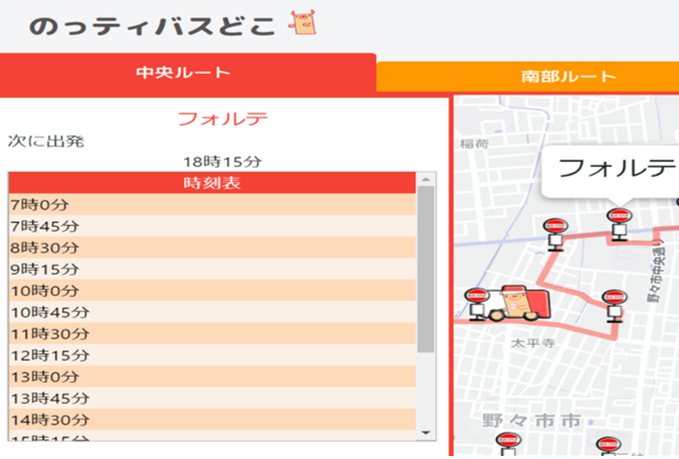 のってぃバスどこ
中央ルート
南部ルート
フォルテ
次に出発
18時15分
時刻表
7時0分
7時45分
8時30分
9時15分
10時0分
10時45分
11時30分
12時15分
13時0分
13時45分
14時30分
15時15分
稲荷
フォルテ
野々市中央通り
太平寺
野々市市